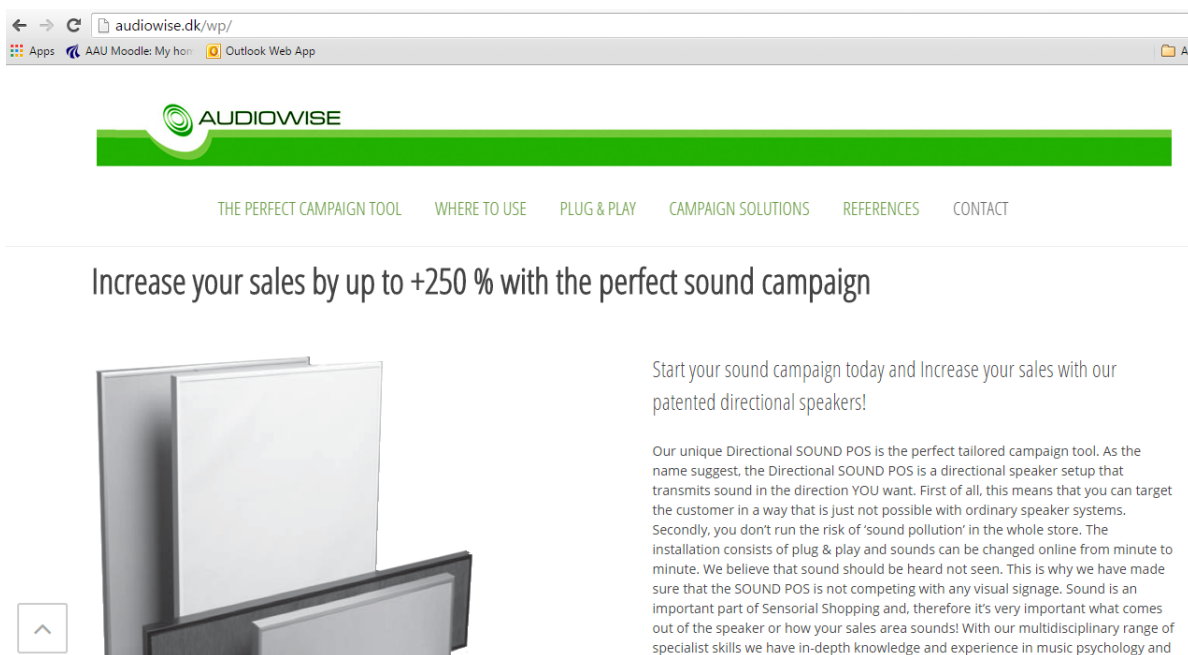 audiowise.dk/wp/
Apps AAU Moodle: My hom Outlook Web App A
AUDIOWISE
THE PERFECT CAMPAIGN TOOL WHERE TO USE PLUG & PLAY CAMPAIGN SOLUTIONS REFERENCES CONTACT
Increase your sales by up to +250 % with the perfect sound campaign
Start your sound campaign today and Increase your sales with our
patented directional speakers!
Our unique Directional SOUND POS is the perfect tailored campaign tool. As the
name suggest, the Directional SOUND POS is a directional speaker setup that
transmits sound in the direction YOU want. First of all, this means that you can target
the customer in a way that is just not possible with ordinary speaker systems.
Secondly, you don’t run the risk of ‘sound pollution’ in the whole store. The
installation consists of plug & play and sounds can be changed online from minute to
minute. We believe that sound should be heard not seen. This is why we have made
sure that the SOUND POS is not competing with any visual signage. Sound is an
important part of Sensorial Shopping and, therefore it’s very important what comes
out of the speaker or how your sales area sounds! With our multidisciplinary range of
specialist skills we have in-depth knowledge and experience in music psychology and